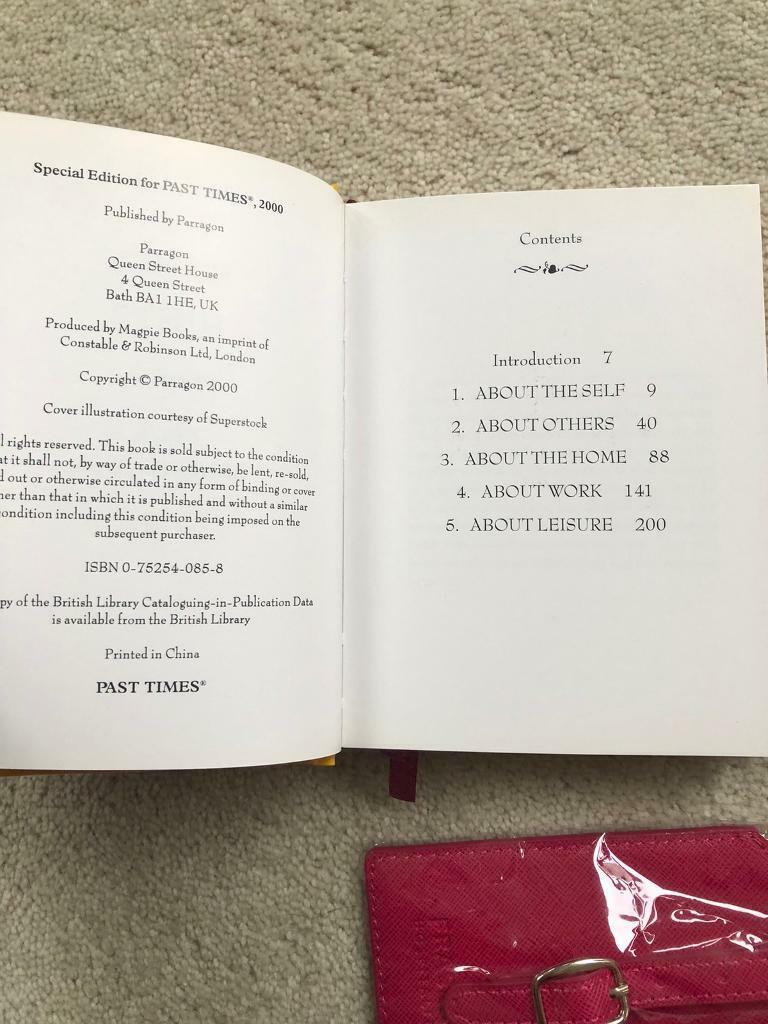 Special Edition for PAST TIMES®, 2000
Published by Parragon
Parragon
Queen Street House
4 Queen Street
Bath BA1 1HE, UK
Produced by Magpie Books, an imprint of
Constable & Robinson Ltd, London
Copyright © Parragon 2000
Cover illustration courtesy of Superstock
rights reserved. This book is sold subject to the condition
it shall not, by way of trade or otherwise, be lent, re-sold,
out or otherwise circulated in any form of binding or cover
than that in which it is published and without a similar
condition including this condition being imposed on the
subsequent purchaser.
ISBN 0-75254-085-8
of the British Library Cataloguing-in-Publication Data
is available from the British Library
Printed in China
PAST TIMES®
Contents
Introduction 7
1. ABOUT THE SELF 9
2. ABOUT OTHERS 40
3. ABOUT THE HOME 88
4. ABOUT WORK 141
5. ABOUT LEISURE 200